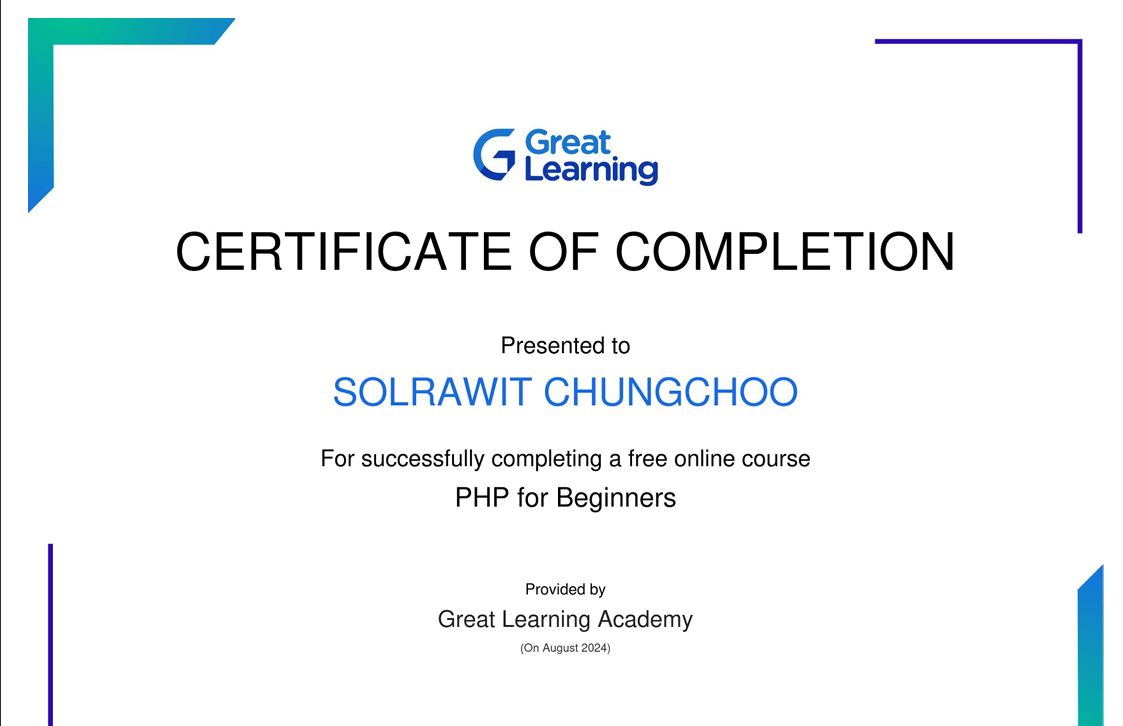 Great
Learning
CERTIFICATE OF COMPLETION
Presented to
SOLRAWIT CHUNGCHOO
For successfully completing a free online course
PHP for Beginners
Provided by
Great Learning Academy
(On August 2024)